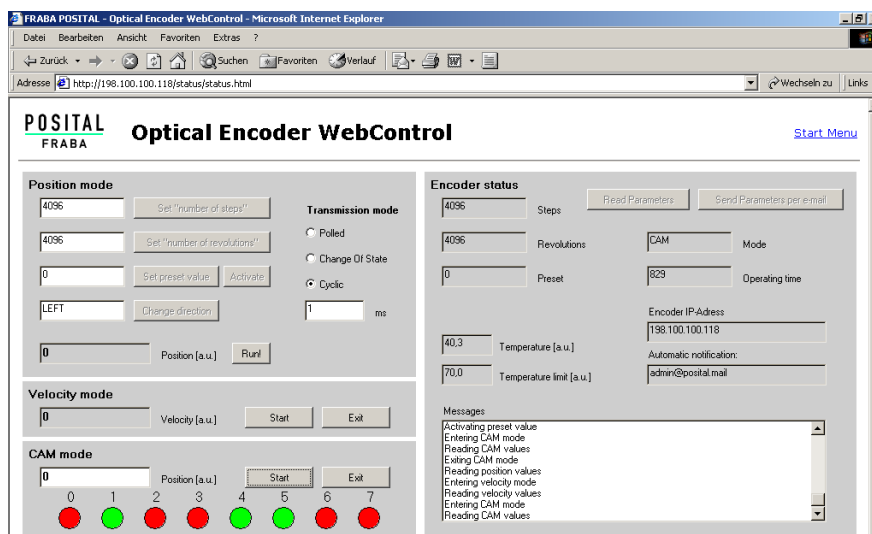 FRABA POSITAL - Optical Encoder WebControl - Microsoft Internet Explorer
Datei Bearbeiten Ansicht Favoriten Extras ?
Zurück Suchen Favoriten Verlauf
Adresse http://198.100.100.118/status/status.html Wechseln zu Links
POSITAL
FRABA
Optical Encoder WebControl
Start Menu
Position mode
4096 Set "number of steps"
4096 Set "number of revolutions"
0 Set preset value Activate
LEFT Change direction
0 Position [a.u.] Run!
Transmission mode
Polled
Change Of State
Cyclic
1 ms
Velocity mode
0 Velocity [a.u.] Start Exit
CAM mode
0 Position [a.u.] Start Exit
0 1 2 3 4 5 6 7
Encoder status
Read Parameters Send Parameters per e-mail
4096 Steps
4096 Revolutions CAM Mode
0 Preset 829 Operating time
Encoder IP-Adress
198.100.100.118
40,3 Temperature [a.u.]
Automatic notification:
70,0 Temperature limit [a.u.] admin@posital.mail
Messages
Activating preset value
Entering CAM mode
Reading CAM values
Exiting CAM mode
Reading position values
Entering velocity mode
Reading velocity values
Entering CAM mode
Reading CAM values